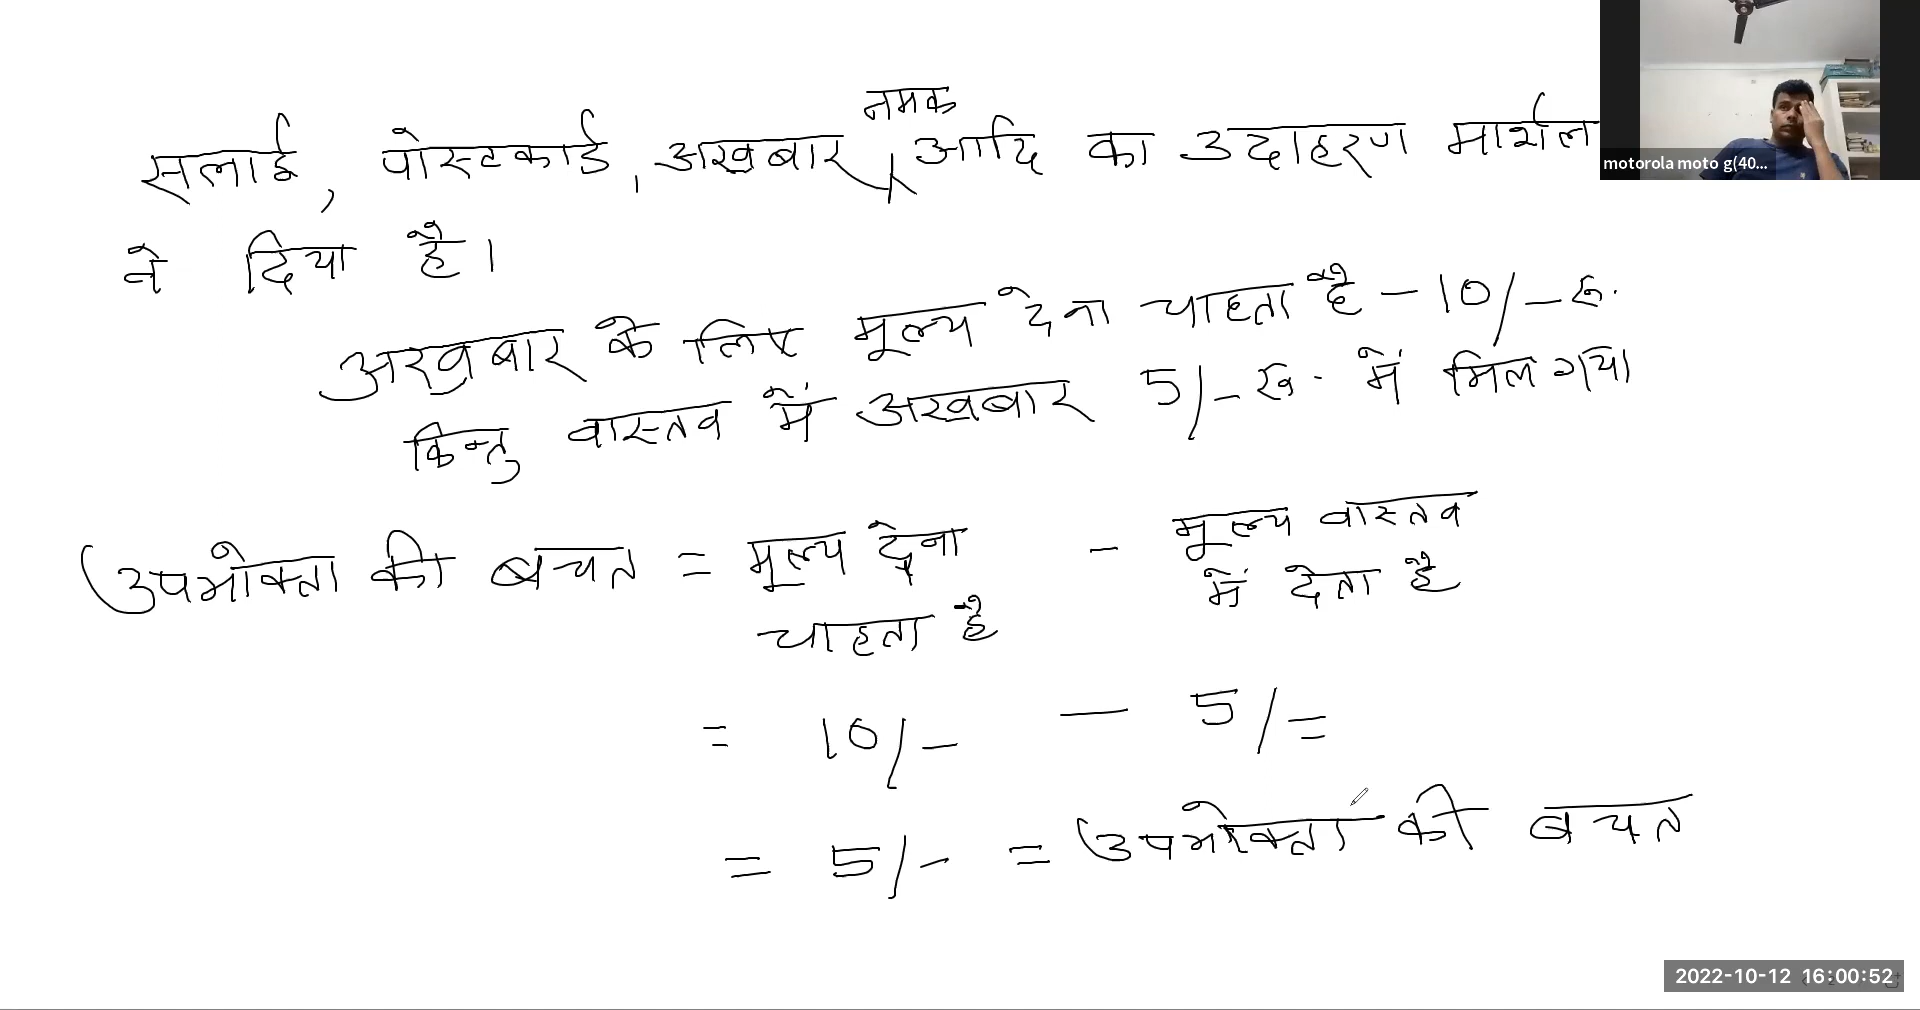 नमक
सलाई, पोस्टकार्ड, अखबार, आदि का उदाहरण मार्शल
ने दिया है।
अखबार के लिए मूल्य देना चाहता है - 10/- रु.
किन्तु वास्तव में अखबार 5/- रु. में मिल गया
उपभोक्ता की बचत = मूल्य देना - मूल्य वास्तव
चाहता है में देता है
= 10/- - 5/=
= 5/- = उपभोक्ता की बचत
motorola moto g(40...
2022-10-12 16:00:52